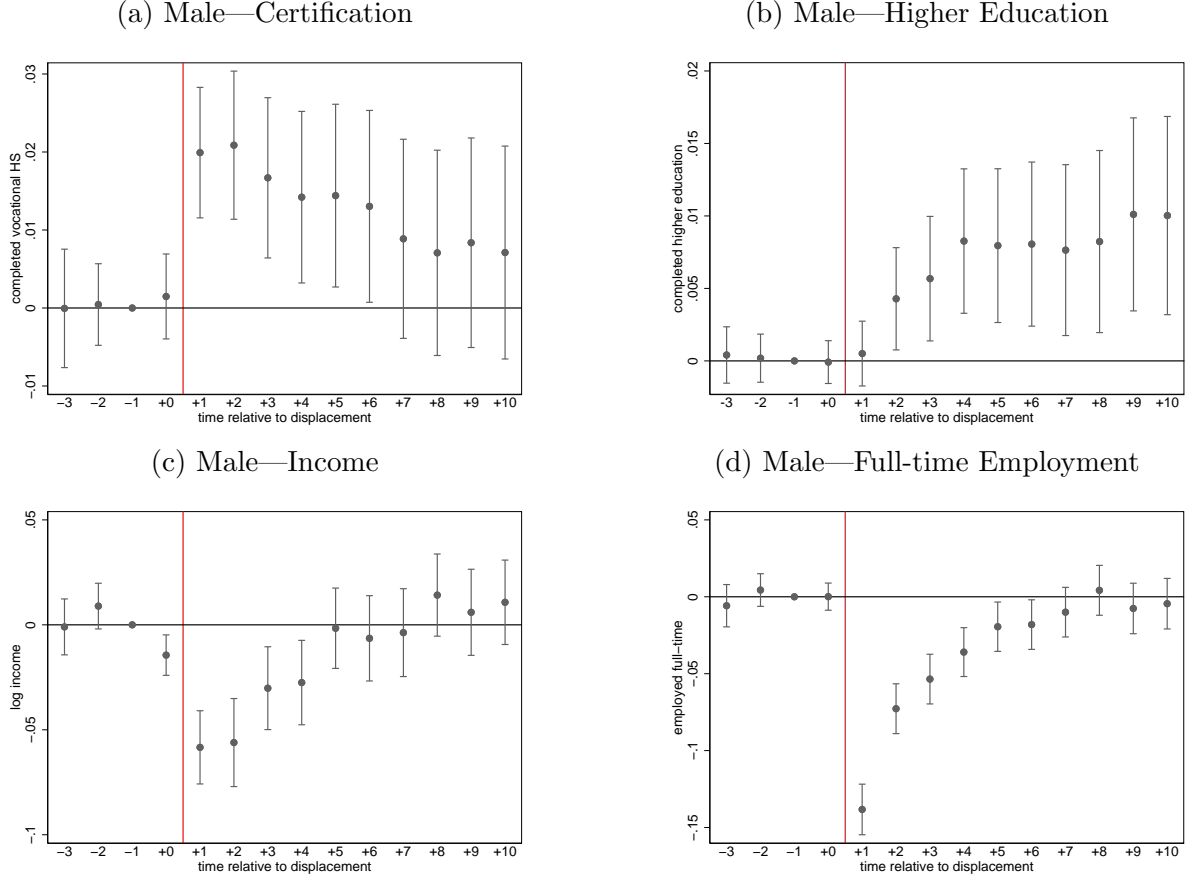 (a) Male—Certification
(b) Male—Higher Education
completed vocational HS
.03
.02
.01
0
−.01
−3 −2 −1 +0 +1 +2 +3 +4 +5 +6 +7 +8 +9 +10
time relative to displacement
completed higher education
.02
.015
.01
.005
0
-3 -2 -1 +0 +1 +2 +3 +4 +5 +6 +7 +8 +9 +10
time relative to displacement
(c) Male—Income
(d) Male—Full-time Employment
log income
.05
0
−.05
−.1
−3 −2 −1 +0 +1 +2 +3 +4 +5 +6 +7 +8 +9 +10
time relative to displacement
employed full−time
.05
0
−.05
−.1
−.15
−3 −2 −1 +0 +1 +2 +3 +4 +5 +6 +7 +8 +9 +10
time relative to displacement